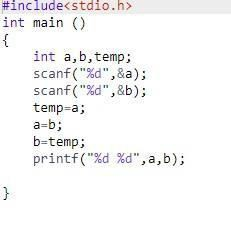 #include<stdio.h>
int main ()
{
    int a,b,temp;
    scanf("%d",&a);
    scanf("%d",&b);
    temp=a;
    a=b;
    b=temp;
    printf("%d %d",a,b);
}